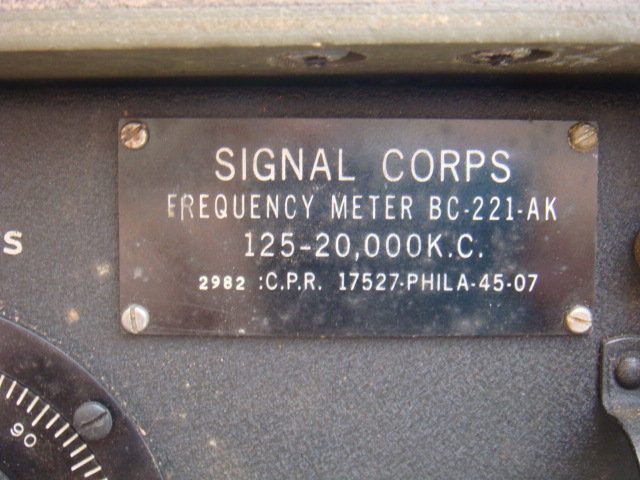 SIGNAL CORPS
FREQUENCY METER BC-221-AK
125-20,000K.C.
2982 :C.P.R. 17527-PHILA-45-07
S
90